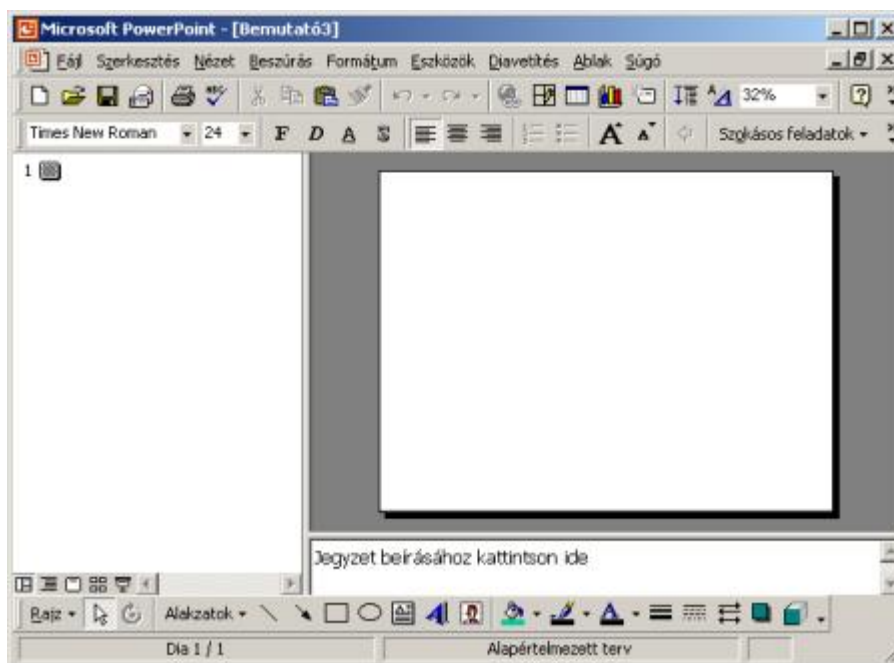 Microsoft PowerPoint - [Bemutató3]
Fájl Szerkesztés Nézet Beszúrás Formátum Eszközök Diavetítés Ablak Súgó
32%
Times New Roman 24 F D A S Szokásos feladatok
1
Jegyzet beírásához kattintson ide
Rajz Alakzatok
Dia 1 / 1 Alapértelmezett terv